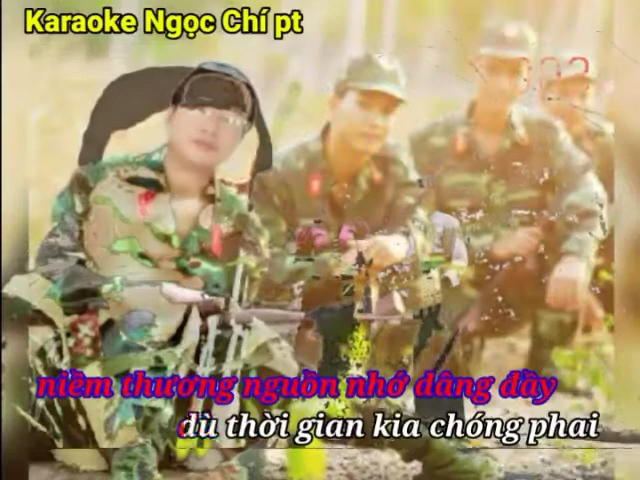 Karaoke Ngọc Chí pt
niềm thương nguồn nhớ dâng đầy
dù thời gian kia chóng phai